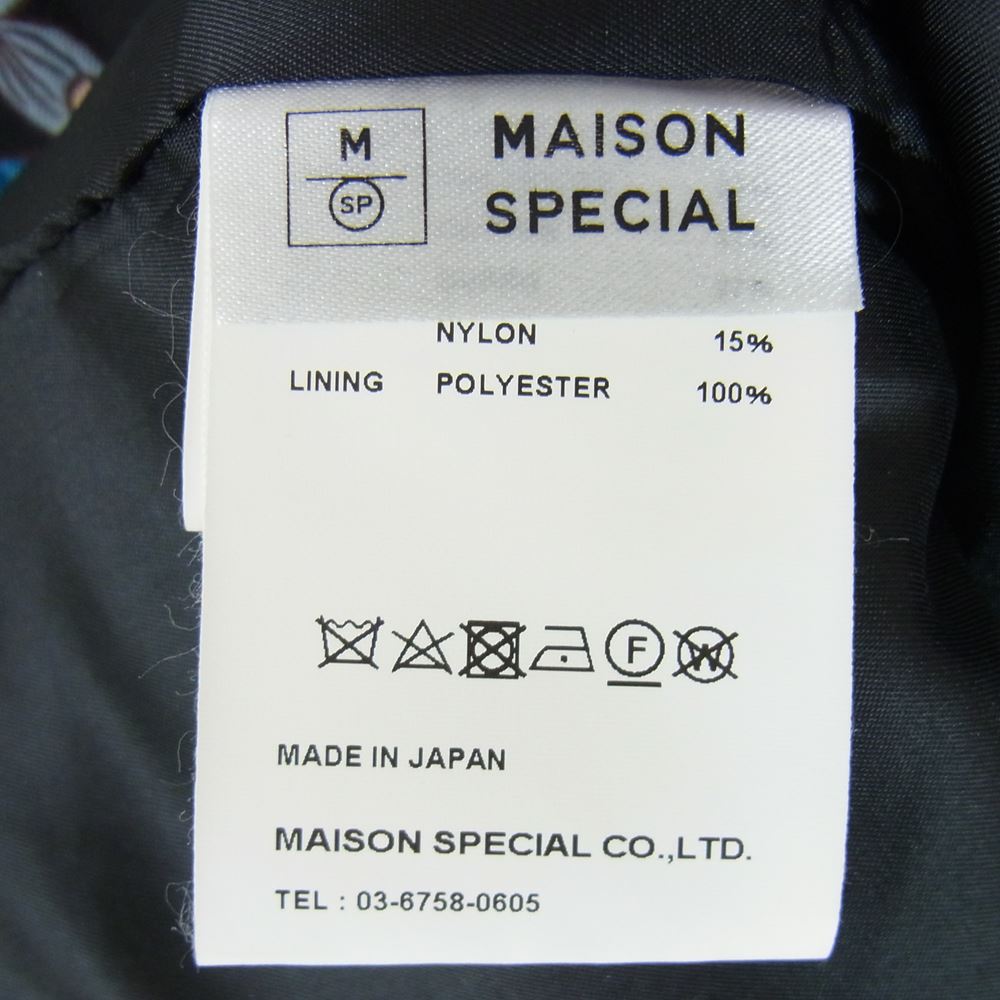 M
SP
MAISON
SPECIAL
NYLON 15%
LINING POLYESTER 100%
F
W
MADE IN JAPAN
MAISON SPECIAL CO.,LTD.
TEL : 03-6758-0605